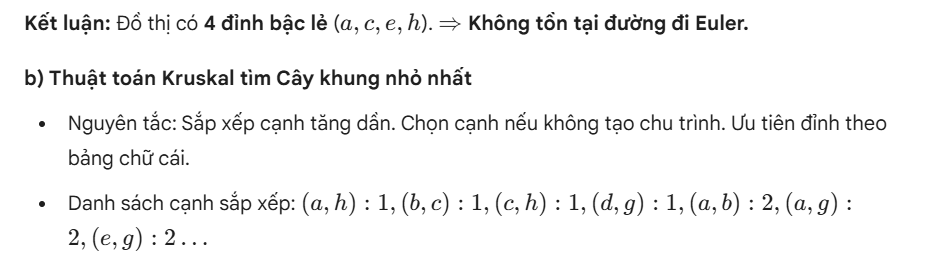 Kết luận: Đồ thị có 4 đỉnh bậc lẻ (a, c, e, h). ⇒ Không tồn tại đường đi Euler.
b) Thuật toán Kruskal tìm Cây khung nhỏ nhất
• Nguyên tắc: Sắp xếp cạnh tăng dần. Chọn cạnh nếu không tạo chu trình. Ưu tiên đỉnh theo
bảng chữ cái.
• Danh sách cạnh sắp xếp: (a, h) : 1, (b, c) : 1, (c, h) : 1, (d, g) : 1, (a, b) : 2, (a, g) :
2, (e, g) : 2 . . .